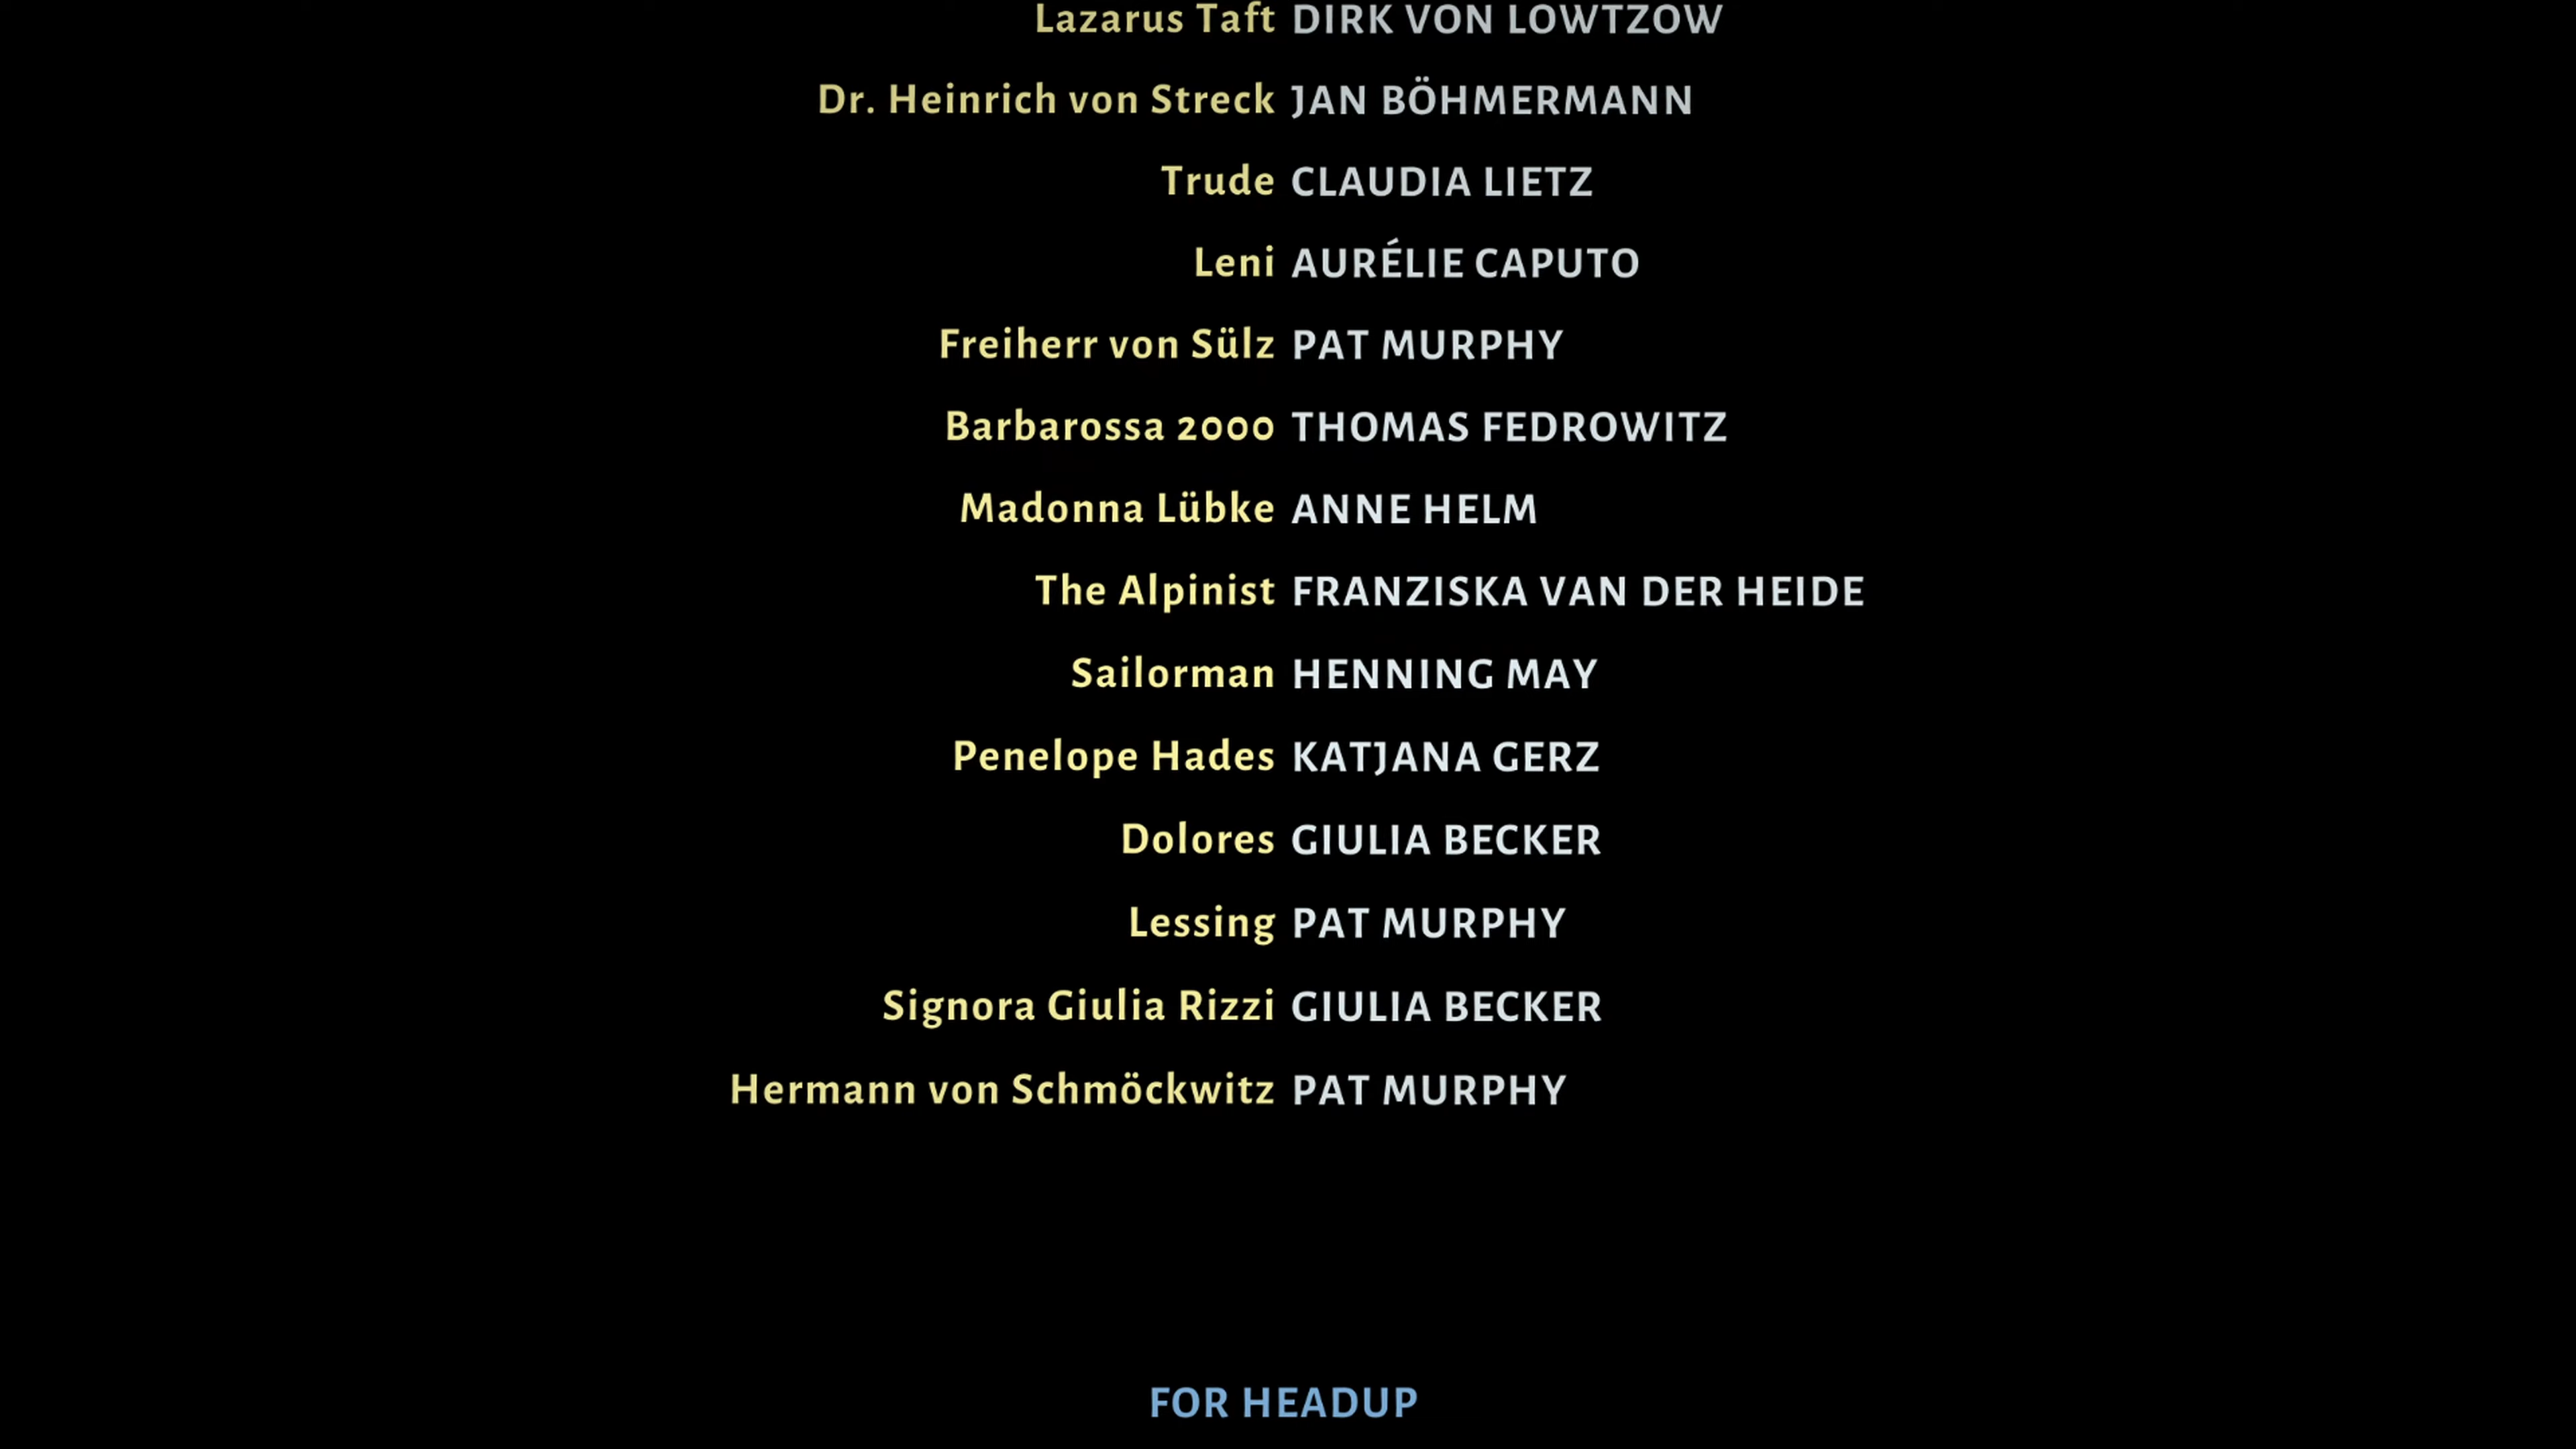 Lazarus Taft DIRK VON LOWTZOW
Dr. Heinrich von Streck JAN BÖHMERMANN
Trude CLAUDIA LIETZ
Leni AURÉLIE CAPUTO
Freiherr von Sülz PAT MURPHY
Barbarossa 2000 THOMAS FEDROWITZ
Madonna Lübke ANNE HELM
The Alpinist FRANZISKA VAN DER HEIDE
Sailorman HENNING MAY
Penelope Hades KATJANA GERZ
Dolores GIULIA BECKER
Lessing PAT MURPHY
Signora Giulia Rizzi GIULIA BECKER
Hermann von Schmöckwitz PAT MURPHY
FOR HEADUP